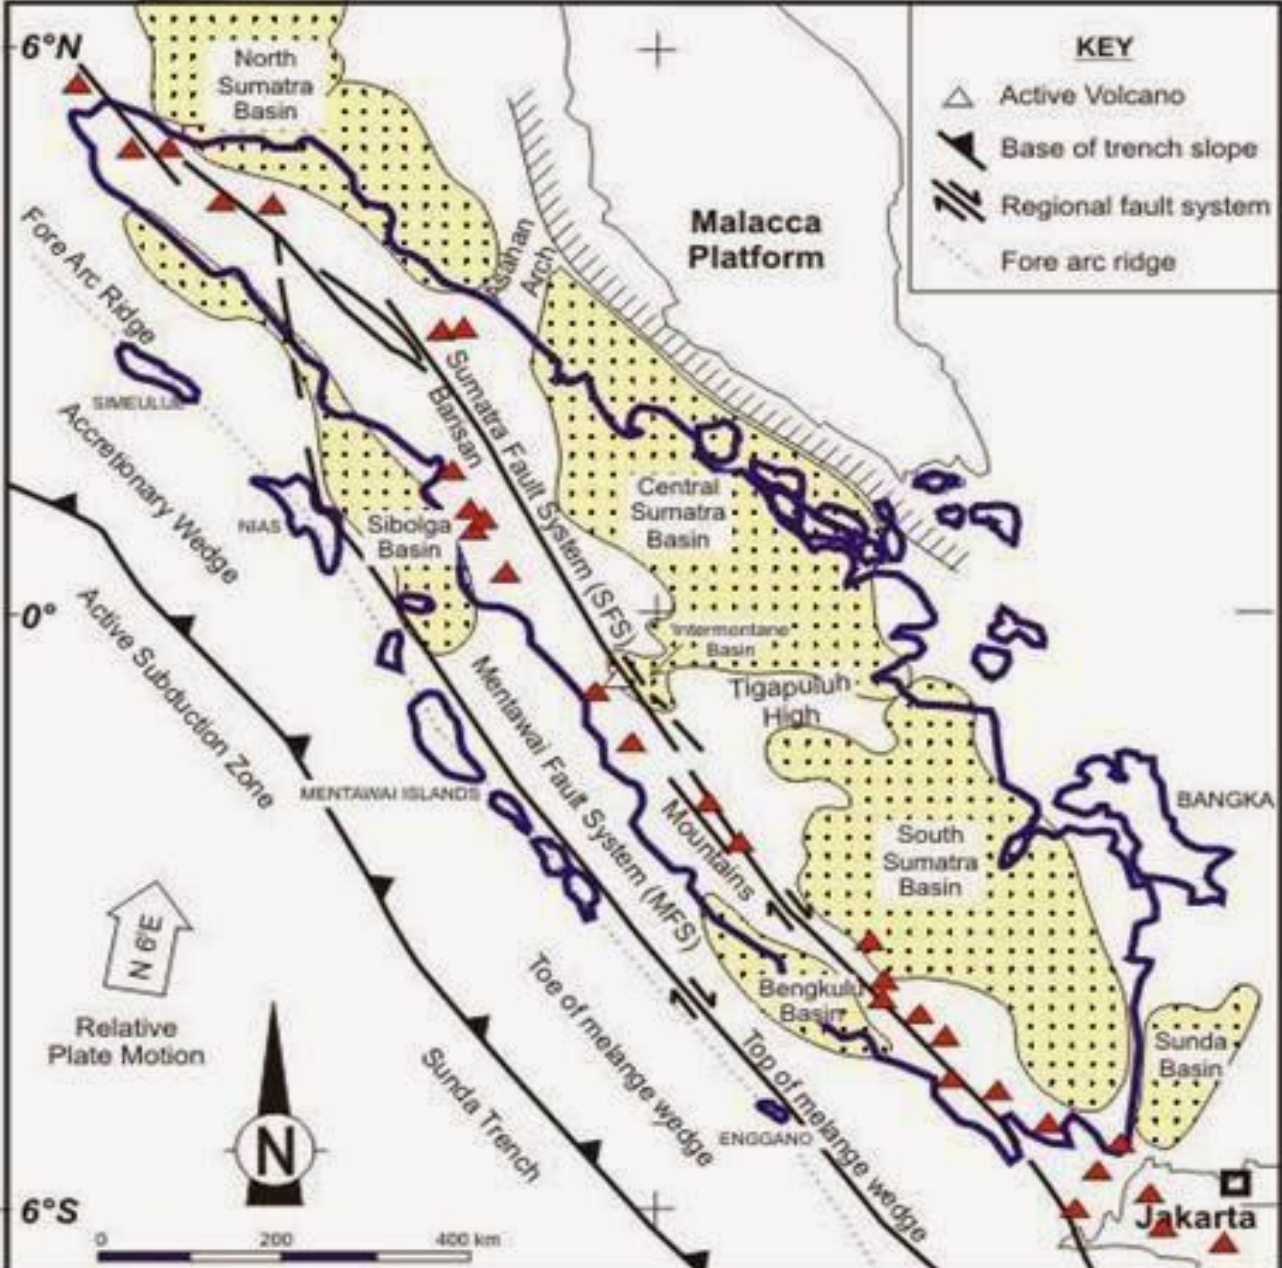 6°N
North
Sumatra
Basin
KEY
Active Volcano
Base of trench slope
Regional fault system
Fore arc ridge
Malacca
Platform
Asahan
Arch
Fore Arc Ridge
SIMEULUE
Accretionary Wedge
Barisan
Sumatra Fault System (SFS)
Central
Sumatra
Basin
NIAS
Sibolga
Basin
0°
Active Subduction Zone
Intermontane
Basin
Tigapuluh
High
Mentawai Fault System (MFS)
MENTAWAI ISLANDS
Mountains
BANGKA
South
Sumatra
Basin
N 6°E
Relative
Plate Motion
Bengkulu
Basin
Toe of melange wedge
Top of melange wedge
Sunda
Basin
Sunda Trench
ENGGANO
N
6°S
Jakarta
0 200 400 km